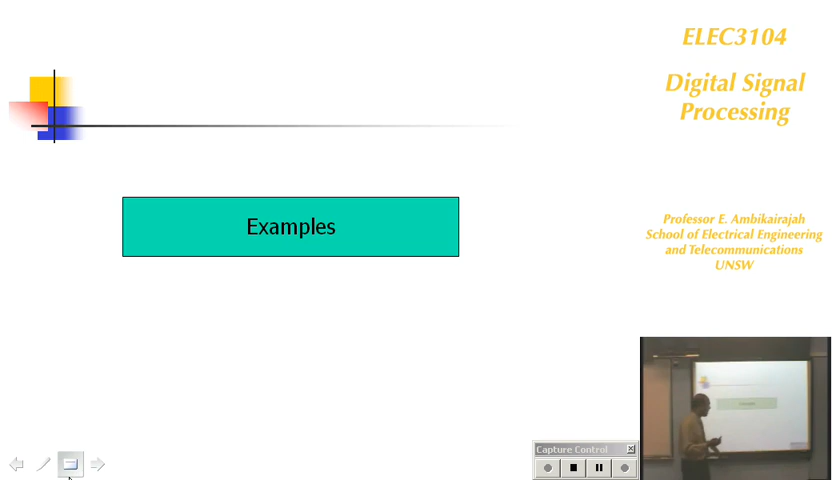 ELEC3104
Digital Signal
Processing
Examples
Professor E. Ambikairajah
School of Electrical Engineering
and Telecommunications
UNSW
Capture Control